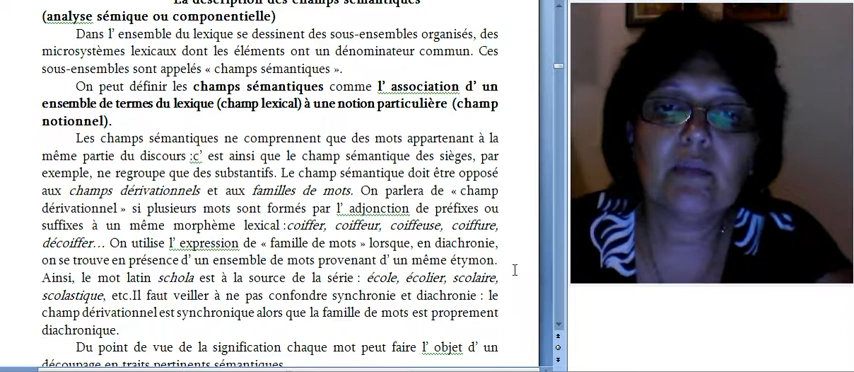 La description des champs sémantiques
(analyse sémique ou componentielle)
Dans l’ ensemble du lexique se dessinent des sous-ensembles organisés, des
microsystèmes lexicaux dont les éléments ont un dénominateur commun. Ces
sous-ensembles sont appelés « champs sémantiques ».
On peut définir les champs sémantiques comme l’ association d’ un
ensemble de termes du lexique (champ lexical) à une notion particulière (champ
notionnel).
Les champs sémantiques ne comprennent que des mots appartenant à la
même partie du discours :c’ est ainsi que le champ sémantique des sièges, par
exemple, ne regroupe que des substantifs. Le champ sémantique doit être opposé
aux champs dérivationnels et aux familles de mots. On parlera de « champ
dérivationnel » si plusieurs mots sont formés par l’ adjonction de préfixes ou
suffixes à un même morphème lexical :coiffer, coiffeur, coiffeuse, coiffure,
décoiffer… On utilise l’ expression de « famille de mots » lorsque, en diachronie,
on se trouve en présence d’ un ensemble de mots provenant d’ un même étymon.
Ainsi, le mot latin schola est à la source de la série : école, écolier, scolaire,
scolastique, etc.Il faut veiller à ne pas confondre synchronie et diachronie : le
champ dérivationnel est synchronique alors que la famille de mots est proprement
diachronique.
Du point de vue de la signification chaque mot peut faire l’ objet d’ un
découpage en traits pertinents sémantiques.